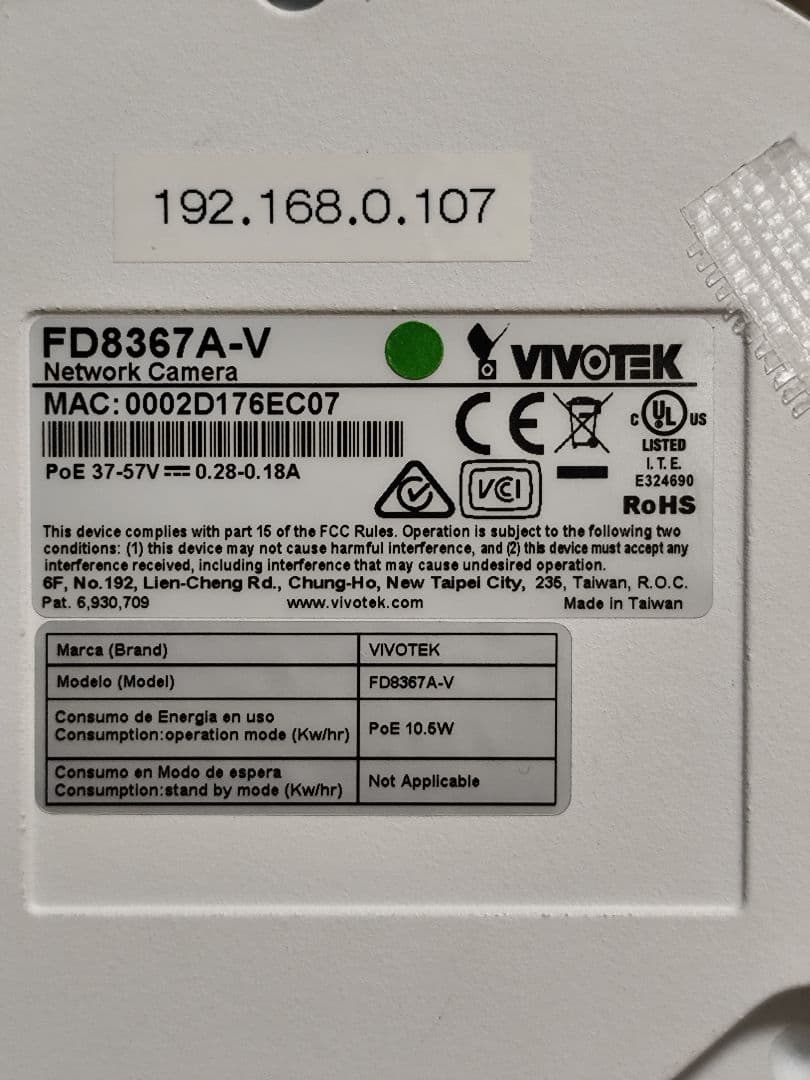 192.168.0.107
FD8367A-V
Network Camera
VIVOTEK
MAC:0002D176EC07
PoE 37-57V⎓0.28-0.18A
CE
C UL US
LISTED
I.T.E.
E324690
RoHS
VCI
This device complies with part 15 of the FCC Rules. Operation is subject to the following two
conditions: (1) this device may not cause harmful interference, and (2) this device must accept any
interference received, including interference that may cause undesired operation.
6F, No.192, Lien-Cheng Rd., Chung-Ho, New Taipei City, 235, Taiwan, R.O.C.
Pat. 6,930,709 www.vivotek.com Made in Taiwan
Marca (Brand) VIVOTEK
Modelo (Model) FD8367A-V
Consumo de Energia en uso
Consumption:operation mode (Kw/hr) PoE 10.5W
Consumo en Modo de espera
Consumption:stand by mode (Kw/hr) Not Applicable